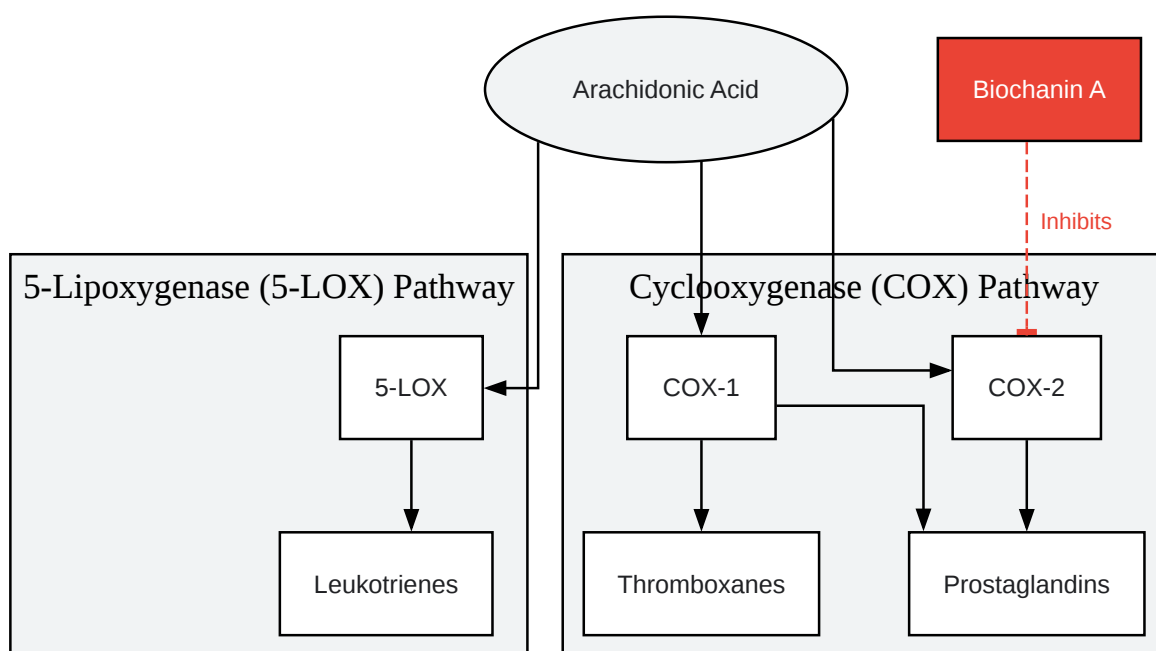 Arachidonic Acid
Biochanin A
Inhibits
5-Lipoxygenase (5-LOX) Pathway
Cyclooxygenase (COX) Pathway
5-LOX
COX-1
COX-2
Leukotrienes
Thromboxanes
Prostaglandins